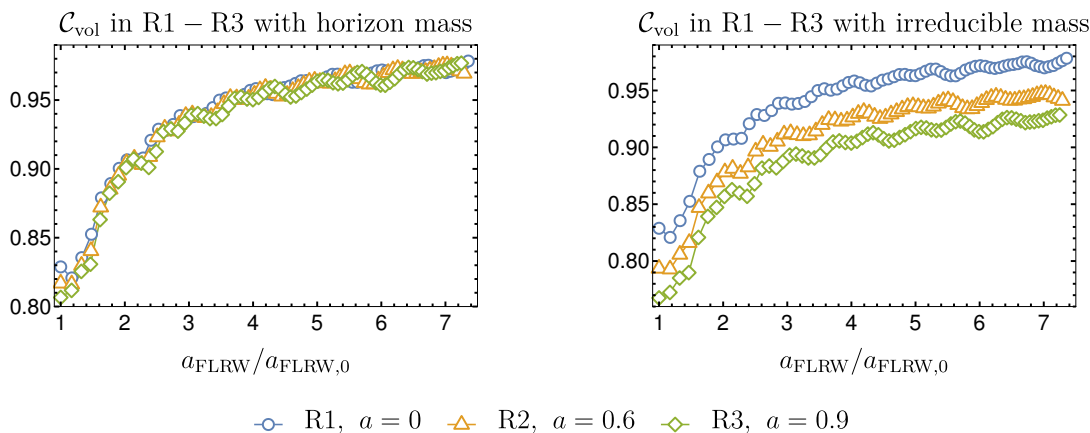 𝒞vol in R1 − R3 with horizon mass
0.95
0.90
0.85
0.80
1 2 3 4 5 6 7
aFLRW/aFLRW,0
𝒞vol in R1 − R3 with irreducible mass
0.95
0.90
0.85
0.80
1 2 3 4 5 6 7
aFLRW/aFLRW,0
R1, a = 0 R2, a = 0.6 R3, a = 0.9